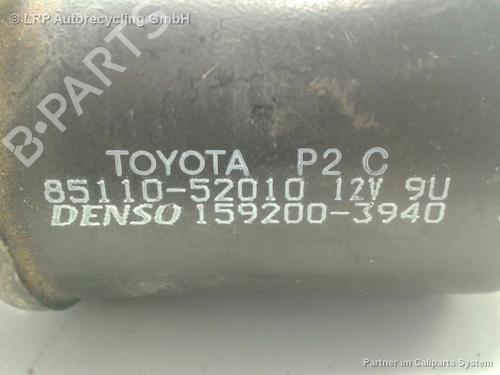 © LRP Autorecycling GmbH
B-Parts
TOYOTA P2 C
85110-52010 12V 9U
DENSO 159200-3940
Partner im Callparts System